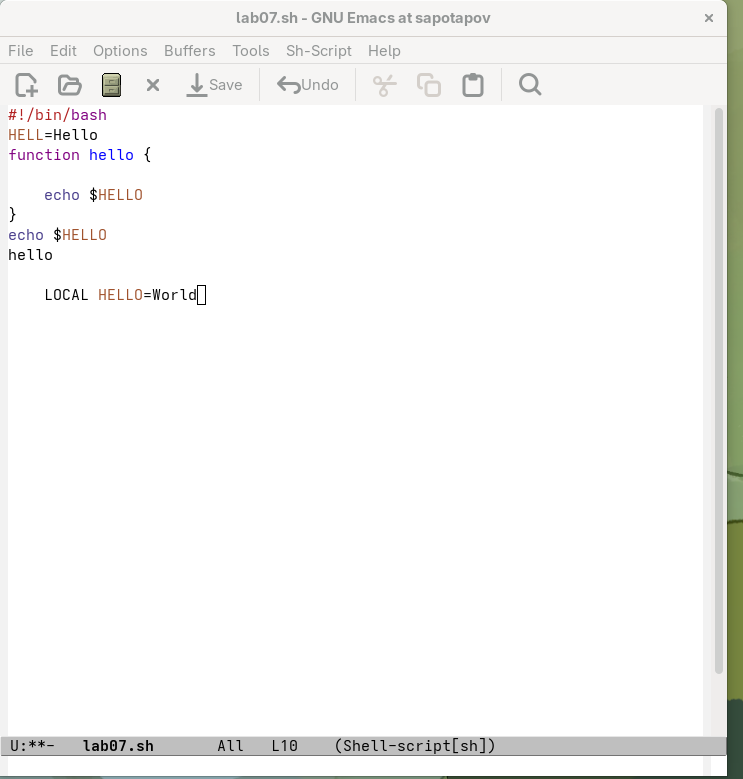 lab07.sh - GNU Emacs at sapotapov
File Edit Options Buffers Tools Sh-Script Help
Save Undo
#!/bin/bash
HELL=Hello
function hello {
    echo $HELLO
}
echo $HELLO
hello
    LOCAL HELLO=World
U:**-  lab07.sh  All  L10  (Shell-script[sh])